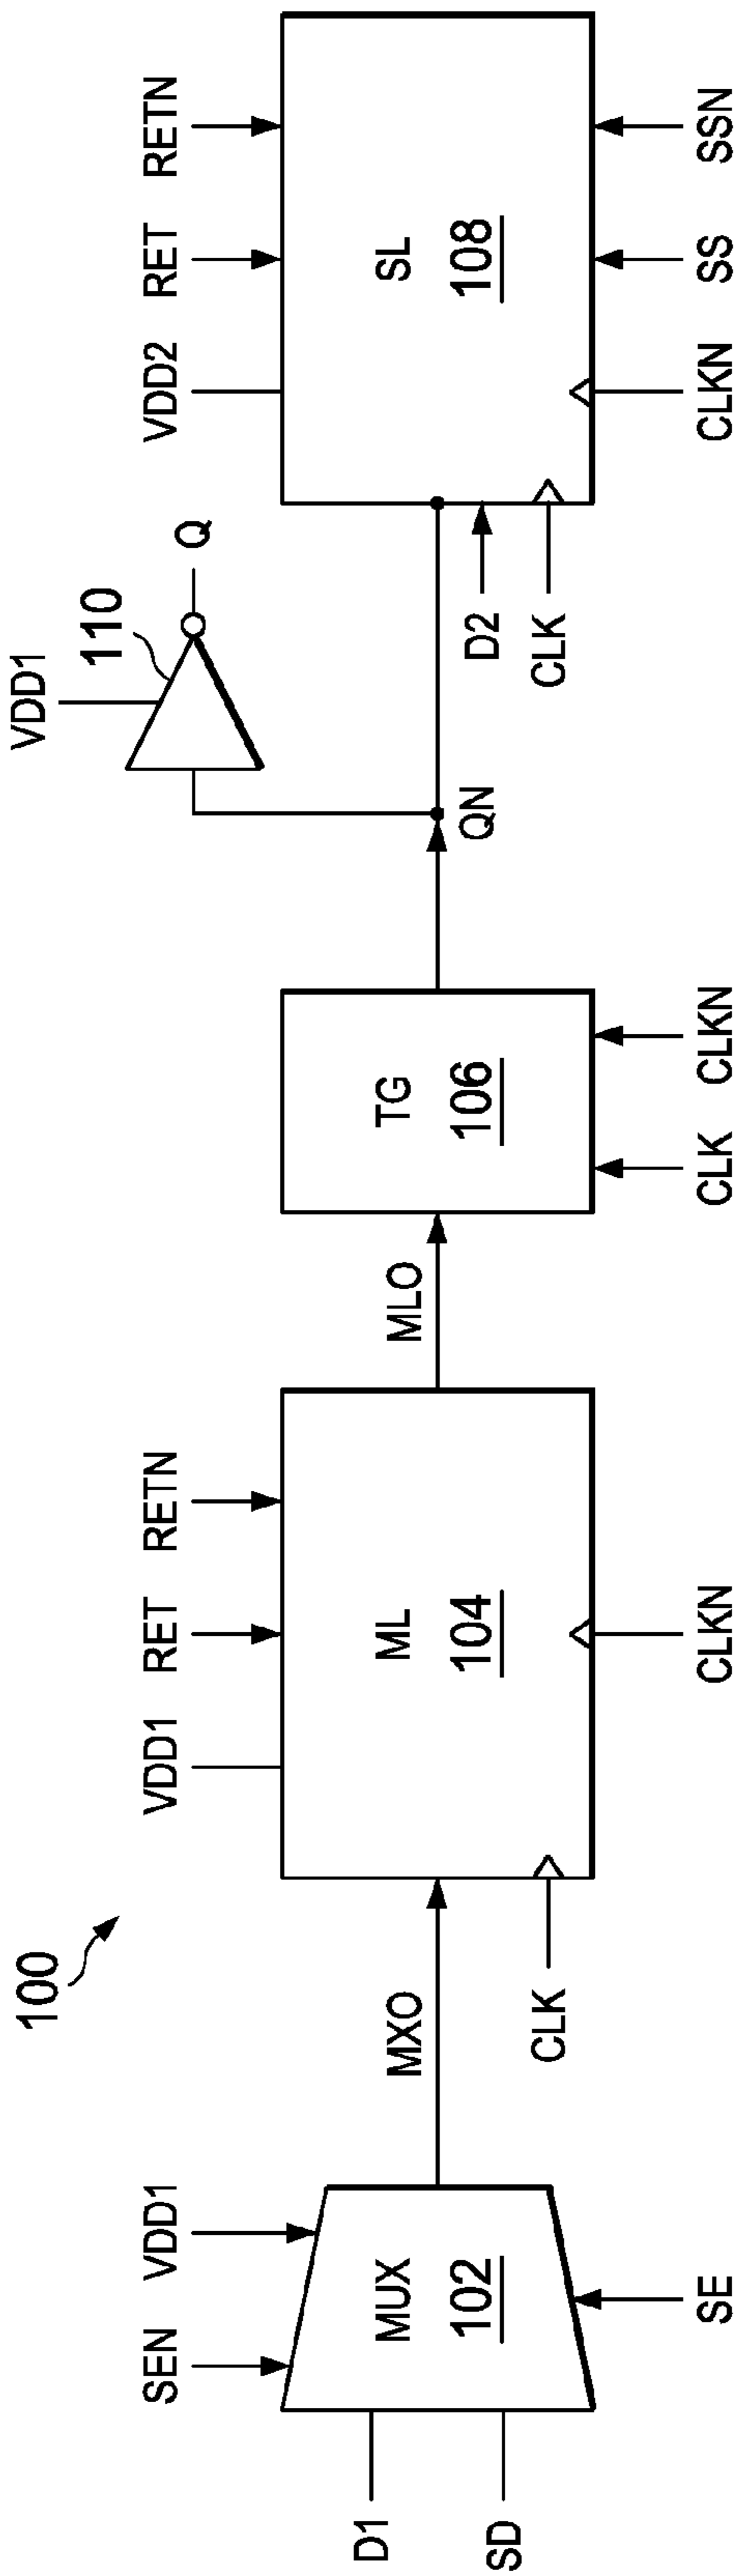 100
D1
SD
SEN
VDD1
MUX
102
SE
MXO
CLK
VDD1
RET
RETN
ML
104
CLKN
MLO
TG
106
CLK
CLKN
QN
VDD1
110
Q
D2
CLK
VDD2
RET
RETN
SL
108
CLKN
SS
SSN